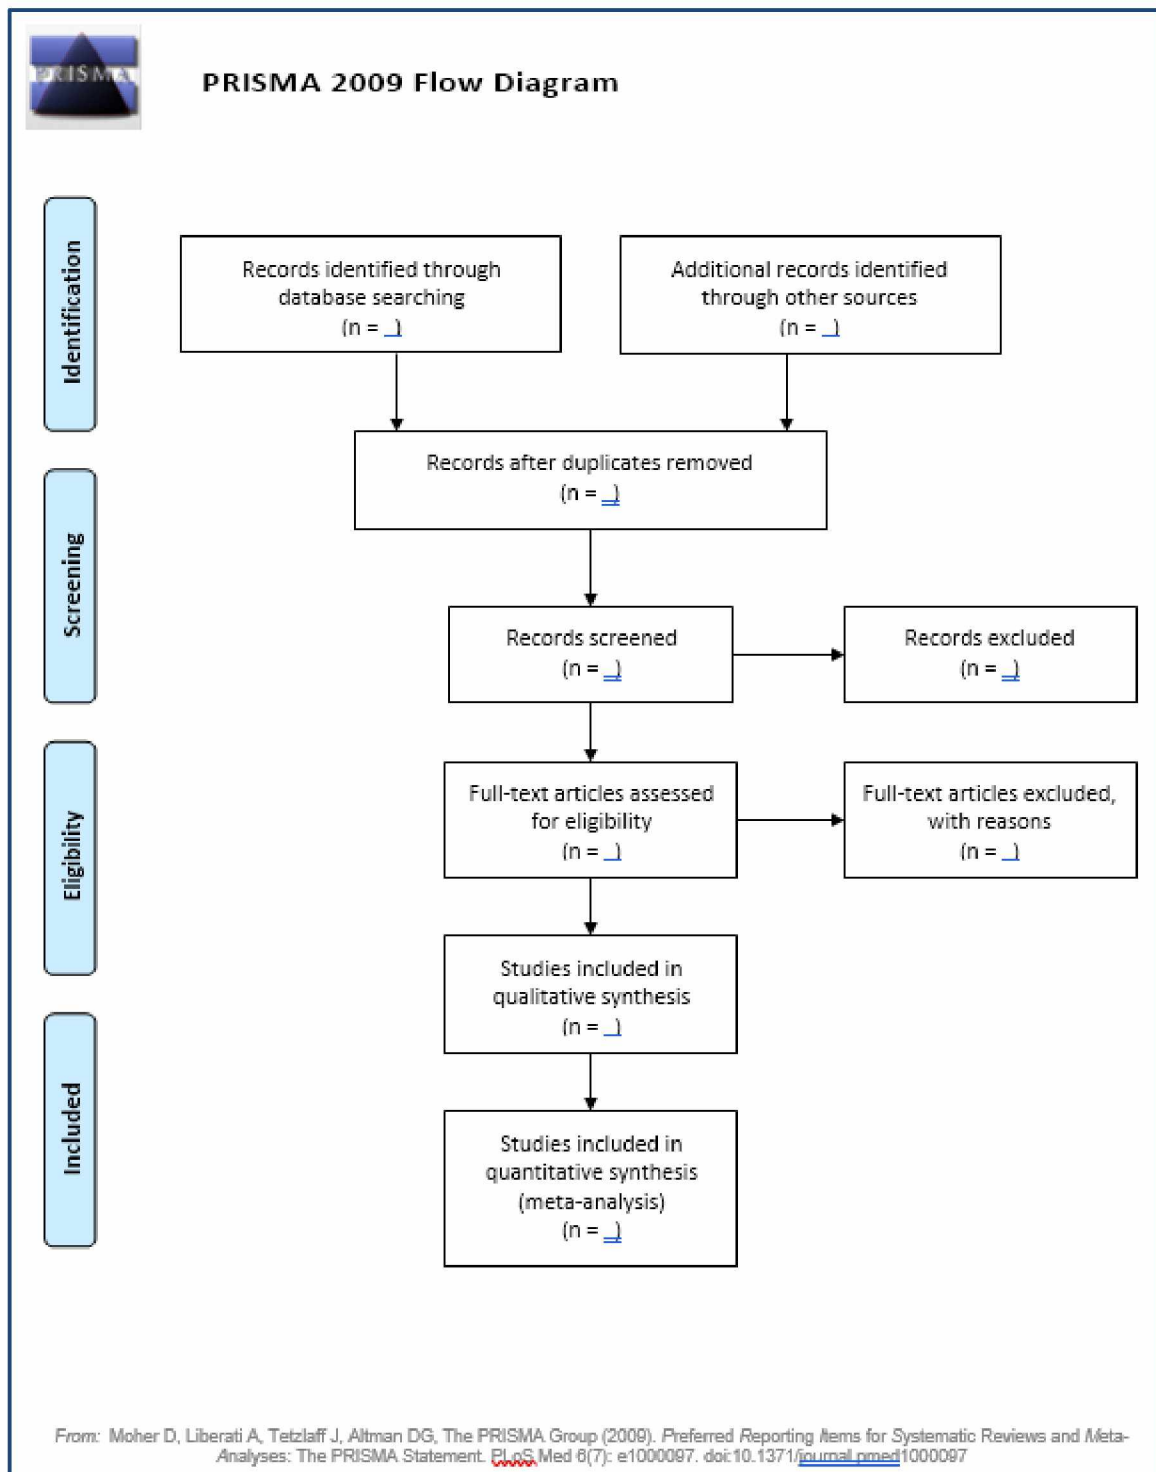 PRISMA
PRISMA 2009 Flow Diagram
Identification
Records identified through
database searching
(n = _)
Additional records identified
through other sources
(n = _)
Records after duplicates removed
(n = _)
Screening
Records screened
(n = _)
Records excluded
(n = _)
Eligibility
Full-text articles assessed
for eligibility
(n = _)
Full-text articles excluded,
with reasons
(n = _)
Studies included in
qualitative synthesis
(n = _)
Included
Studies included in
quantitative synthesis
(meta-analysis)
(n = _)
From: Moher D, Liberati A, Tetzlaff J, Altman DG, The PRISMA Group (2009). Preferred Reporting Items for Systematic Reviews and Meta-
Analyses: The PRISMA Statement. PLoS Med 6(7): e1000097. doi:10.1371/journal.pmed1000097